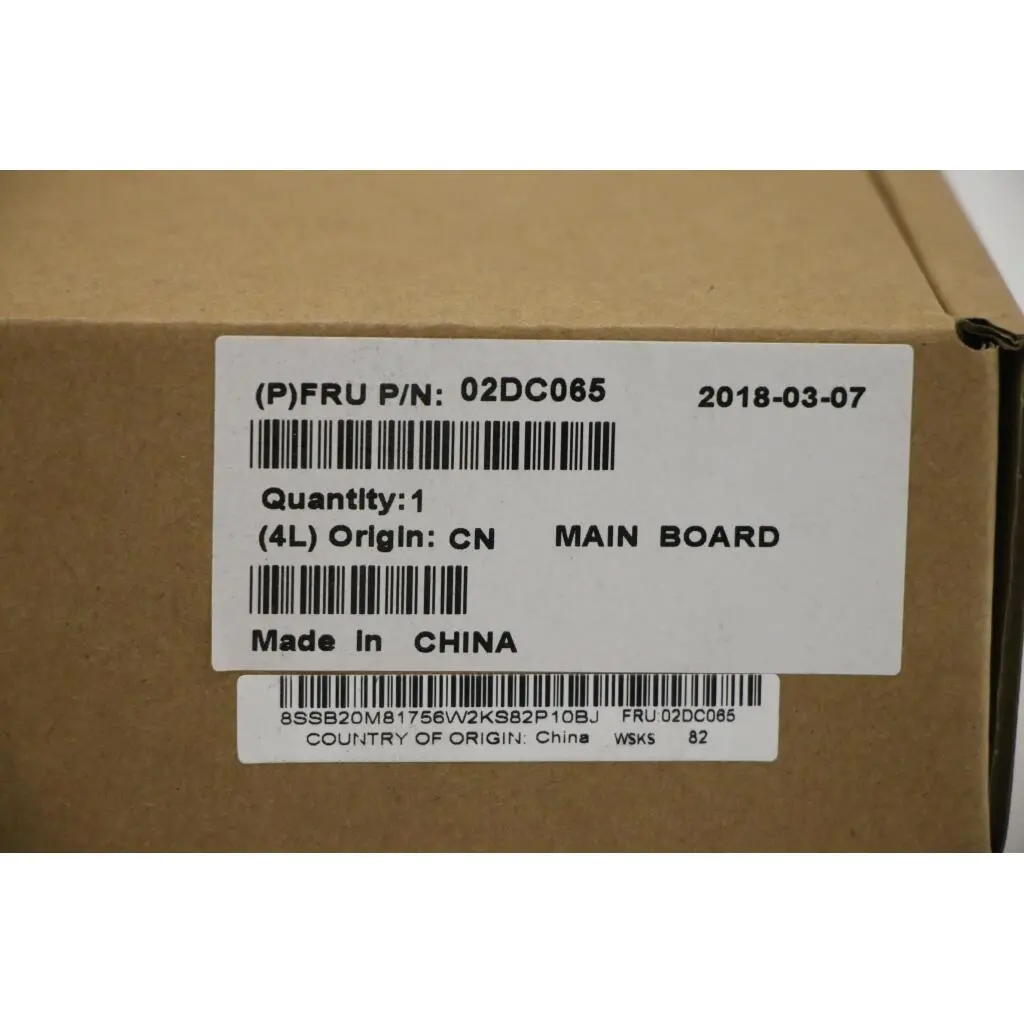 (P)FRU P/N: 02DC065 2018-03-07
Quantity:1
(4L) Origin: CN MAIN BOARD
Made in CHINA
8SSB20M81756W2KS82P10BJ FRU:02DC065
COUNTRY OF ORIGIN: China WSKS 82